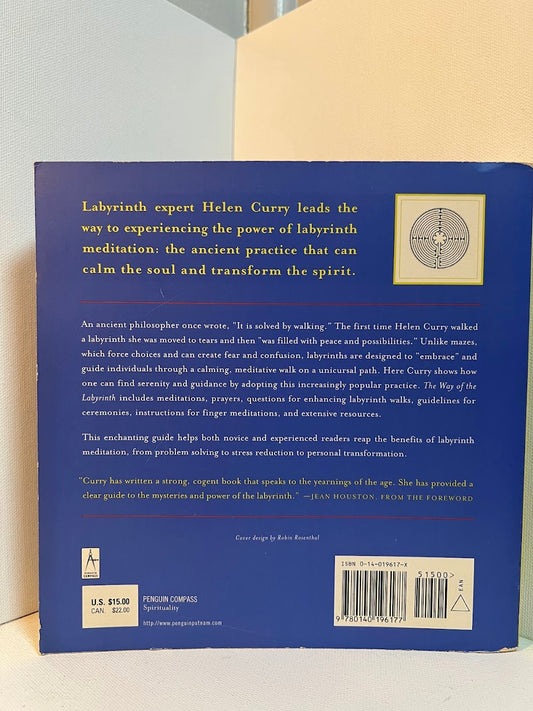 Labyrinth expert Helen Curry leads the
way to experiencing the power of labyrinth
meditation: the ancient practice that can
calm the soul and transform the spirit.
An ancient philosopher once wrote, "It is solved by walking." The first time Helen Curry walked
a labyrinth she was moved to tears and then "was filled with peace and possibilities." Unlike mazes,
which force choices and can create fear and confusion, labyrinths are designed to "embrace" and
guide individuals through a calming, meditative walk on a unicursal path. Here Curry shows how
one can find serenity and guidance by adopting this increasingly popular practice. The Way of the
Labyrinth includes meditations, prayers, questions for enhancing labyrinth walks, guidelines for
ceremonies, instructions for finger meditations, and extensive resources.
This enchanting guide helps both novice and experienced readers reap the benefits of labyrinth
meditation, from problem solving to stress reduction to personal transformation.
"Curry has written a strong, cogent book that speaks to the yearnings of the age. She has provided a
clear guide to the mysteries and power of the labyrinth." —JEAN HOUSTON, FROM THE FOREWORD
Cover design by Robin Rosenthal
PENGUIN
COMPASS
U.S. $15.00
CAN. $22.00
PENGUIN COMPASS
Spirituality
http://www.penguinputnam.com
ISBN 0-14-019617-X
51500>
EAN
9 780140 196177